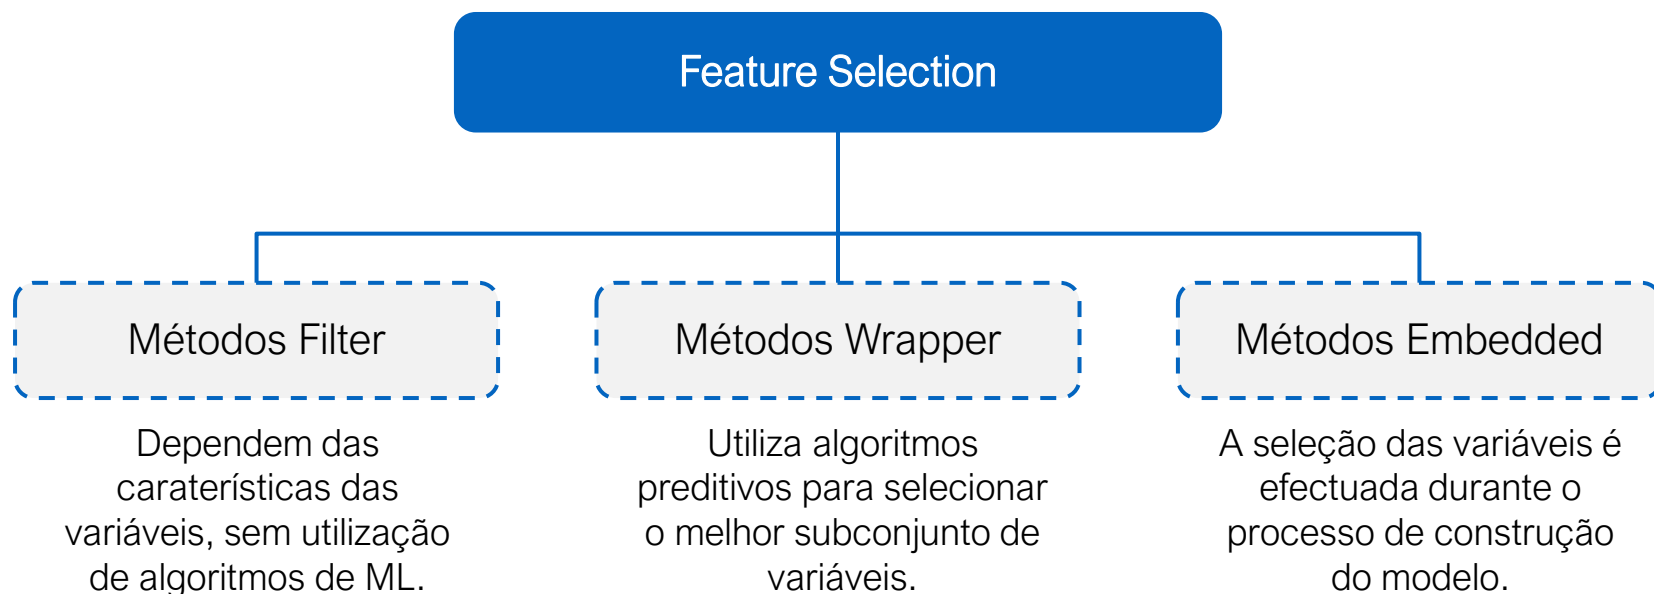 Feature Selection
Métodos Filter
Dependem das
caraterísticas das
variáveis, sem utilização
de algoritmos de ML.
Métodos Wrapper
Utiliza algoritmos
preditivos para selecionar
o melhor subconjunto de
variáveis.
Métodos Embedded
A seleção das variáveis é
efectuada durante o
processo de construção
do modelo.